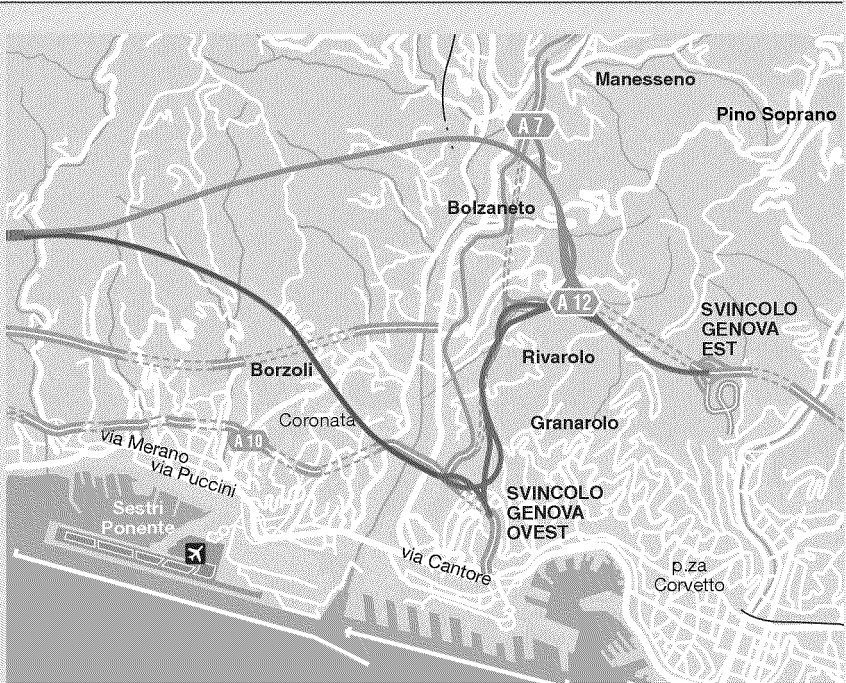 Manesseno
A 7
Pino Soprano
Bolzaneto
A 12
SVINCOLO
GENOVA
EST
Rivarolo
Borzoli
Granarolo
Coronata
A 10
via Merano
via Puccini
Sestri
Ponente
SVINCOLO
GENOVA
OVEST
via Cantore
p.za
Corvetto